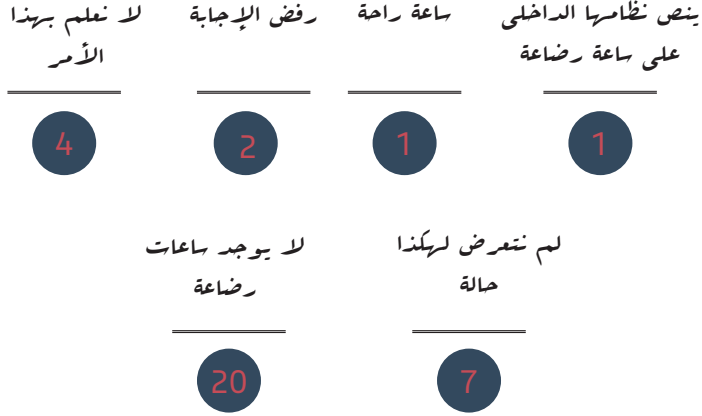 ينص نظامها الداخلي
على ساعة رضاعة
1
ساعة راحة
1
رفض الإجابة
2
لا نعلم بهذا
الأمر
4
لم نتعرض لهكذا
حالة
7
لا يوجد ساعات
رضاعة
20